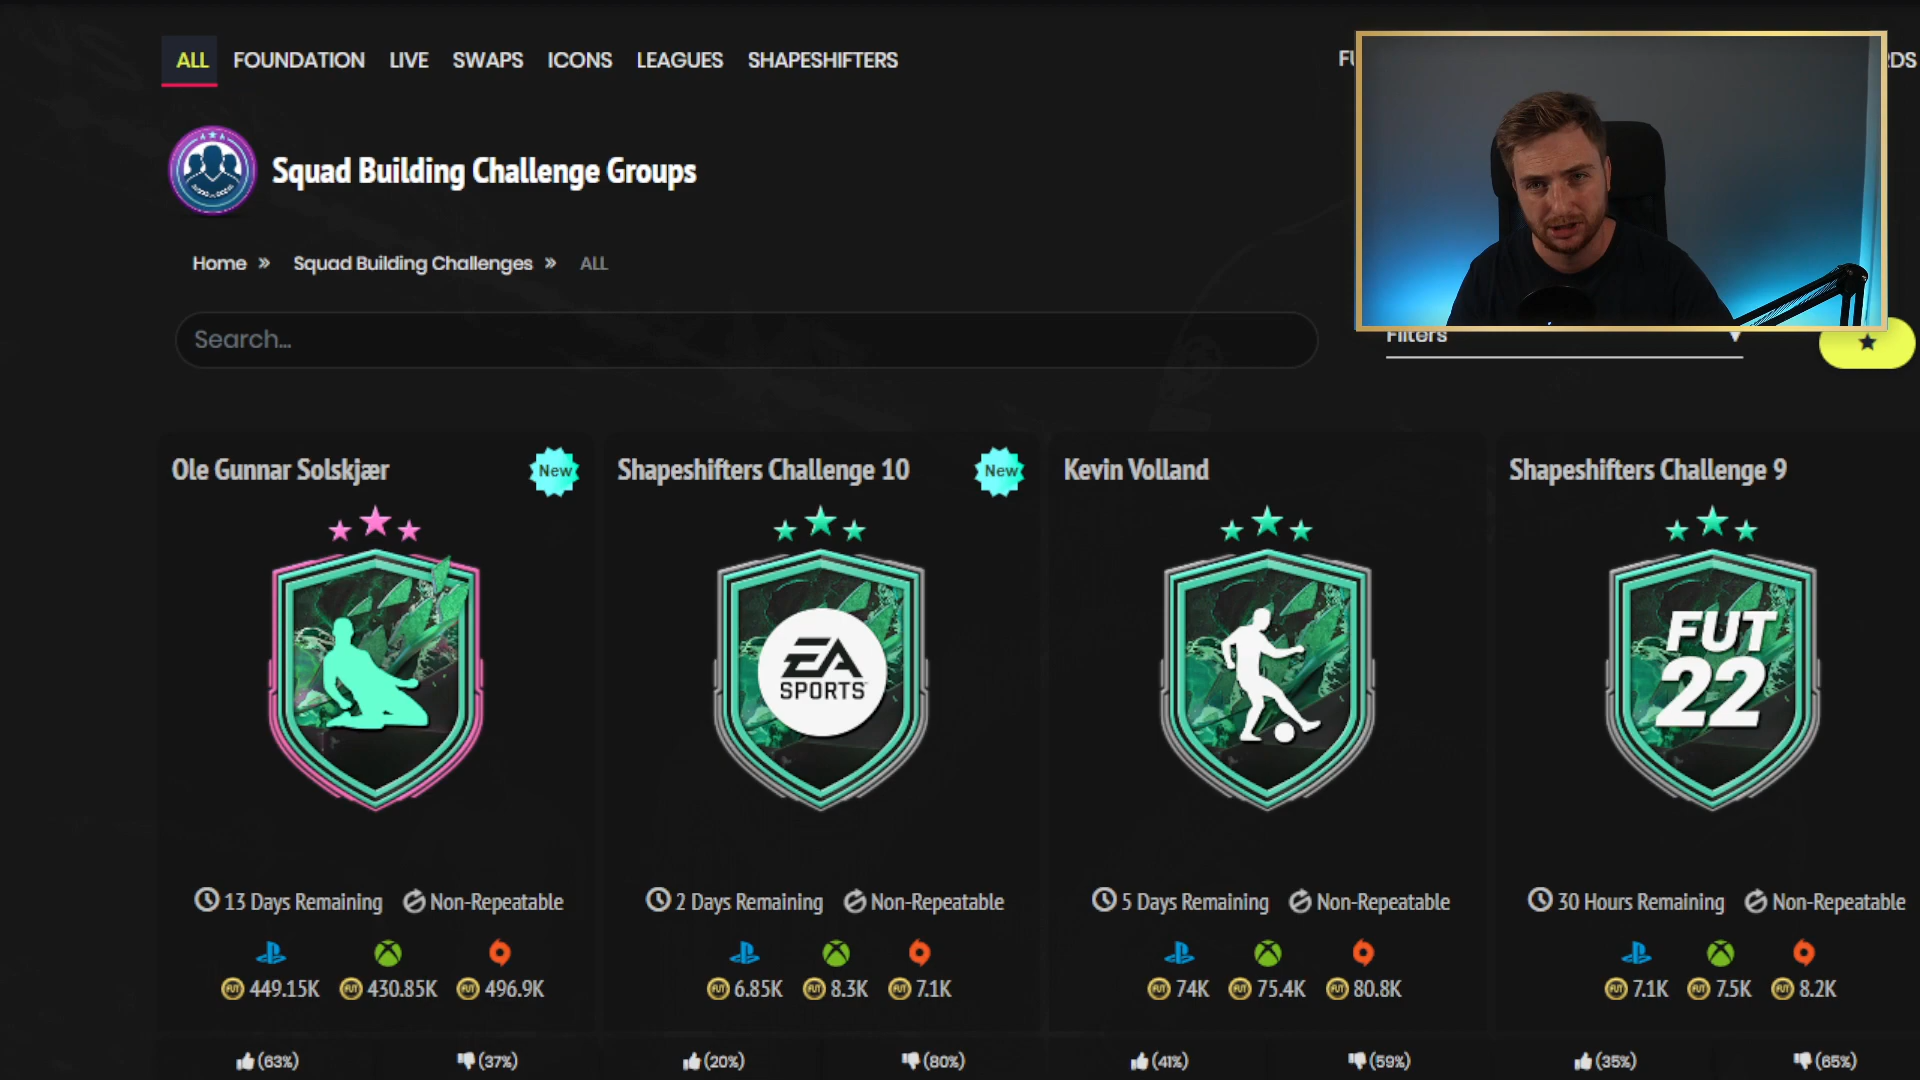 ALL FOUNDATION LIVE SWAPS ICONS LEAGUES SHAPESHIFTERS
Squad Building Challenge Groups
Home » Squad Building Challenges » ALL
Search...
Filters
Ole Gunnar Solskjær New
Shapeshifters Challenge 10 New
Kevin Volland
Shapeshifters Challenge 9
EA SPORTS
FUT 22
13 Days Remaining Non-Repeatable
449.15K 430.85K 496.9K
(63%) (37%)
2 Days Remaining Non-Repeatable
6.85K 8.3K 7.1K
(20%) (80%)
5 Days Remaining Non-Repeatable
74K 75.4K 80.8K
(41%) (59%)
30 Hours Remaining Non-Repeatable
7.1K 7.5K 8.2K
(35%) (65%)